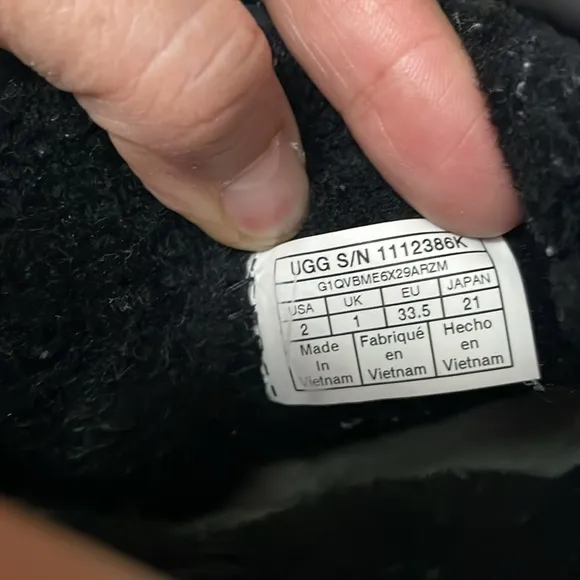 UGG S/N 1112386K
G1QVBME6X29ARZM
USA UK EU JAPAN
2 1 33.5 21
Made Fabriqué Hecho
In en en
Vietnam Vietnam Vietnam